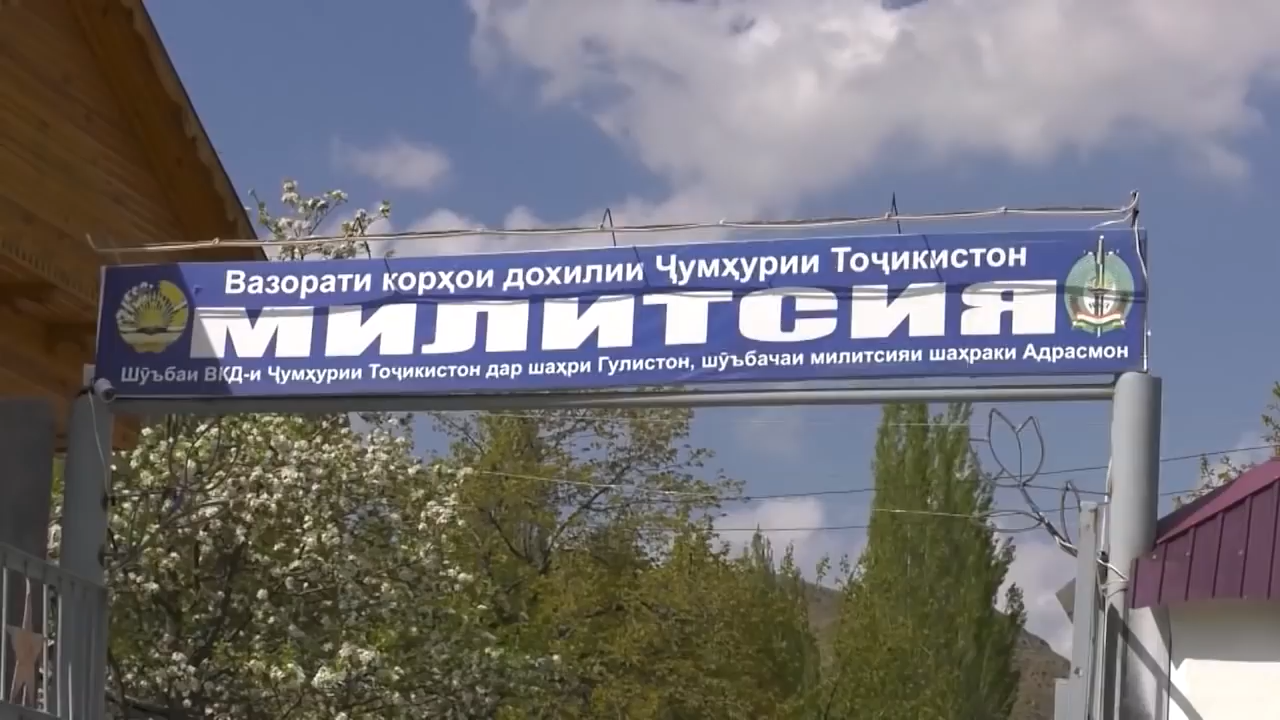 Вазорати корҳои дохилии Ҷумҳурии Тоҷикистон
МИЛИТСИЯ
Шӯъбаи ВКД-и Ҷумҳурии Тоҷикистон дар шаҳри Гулистон, шӯъбачаи милитсияи шаҳраки Адрасмон